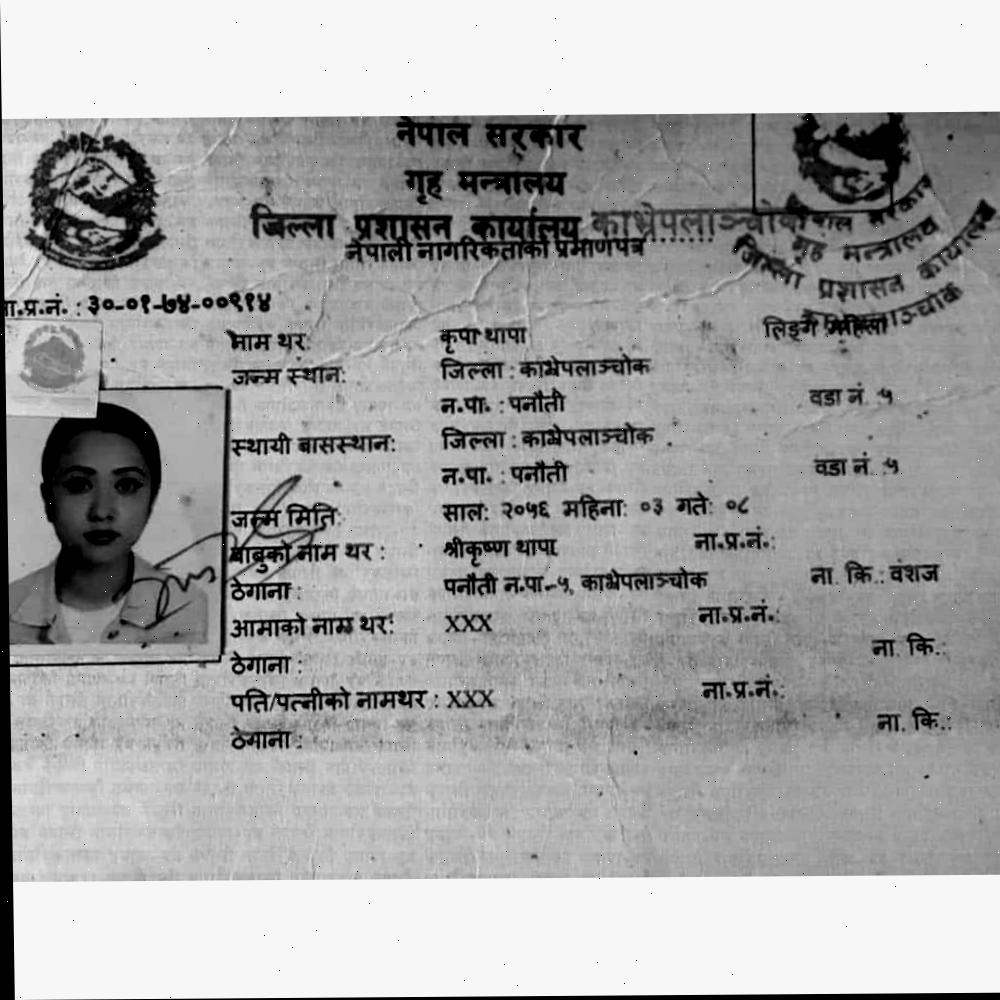 नेपाल सरकार
गृह मन्त्रालय
जिल्ला प्रशासन कार्यालय काभ्रेपलाञ्चोक
नेपाली नागरिकताको प्रमाणपत्र
नेपाल सरकार
गृह मन्त्रालय
जिल्ला प्रशासन कार्यालय
ना.प्र.नं. : ३०-०१-७४-००९१४
नाम थर: कृपा थापा लिङ्ग महिला
जन्म स्थान: जिल्ला : काभ्रेपलाञ्चोक
न.पा. : पनौती वडा नं. ५
स्थायी बासस्थान: जिल्ला : काभ्रेपलाञ्चोक
न.पा. : पनौती वडा नं. ५
जन्म मिति: साल: २०५६ महिना: ०३ गते: ०८
बाबुको नाम थर : श्रीकृष्ण थापा ना.प्र.नं.:
ठेगाना : पनौती न.पा.-५, काभ्रेपलाञ्चोक ना. कि.: वंशज
आमाको नाम थर: XXX ना.प्र.नं.:
ठेगाना : ना. कि.:
पति/पत्नीको नामथर : XXX ना.प्र.नं.:
ठेगाना : ना. कि.: